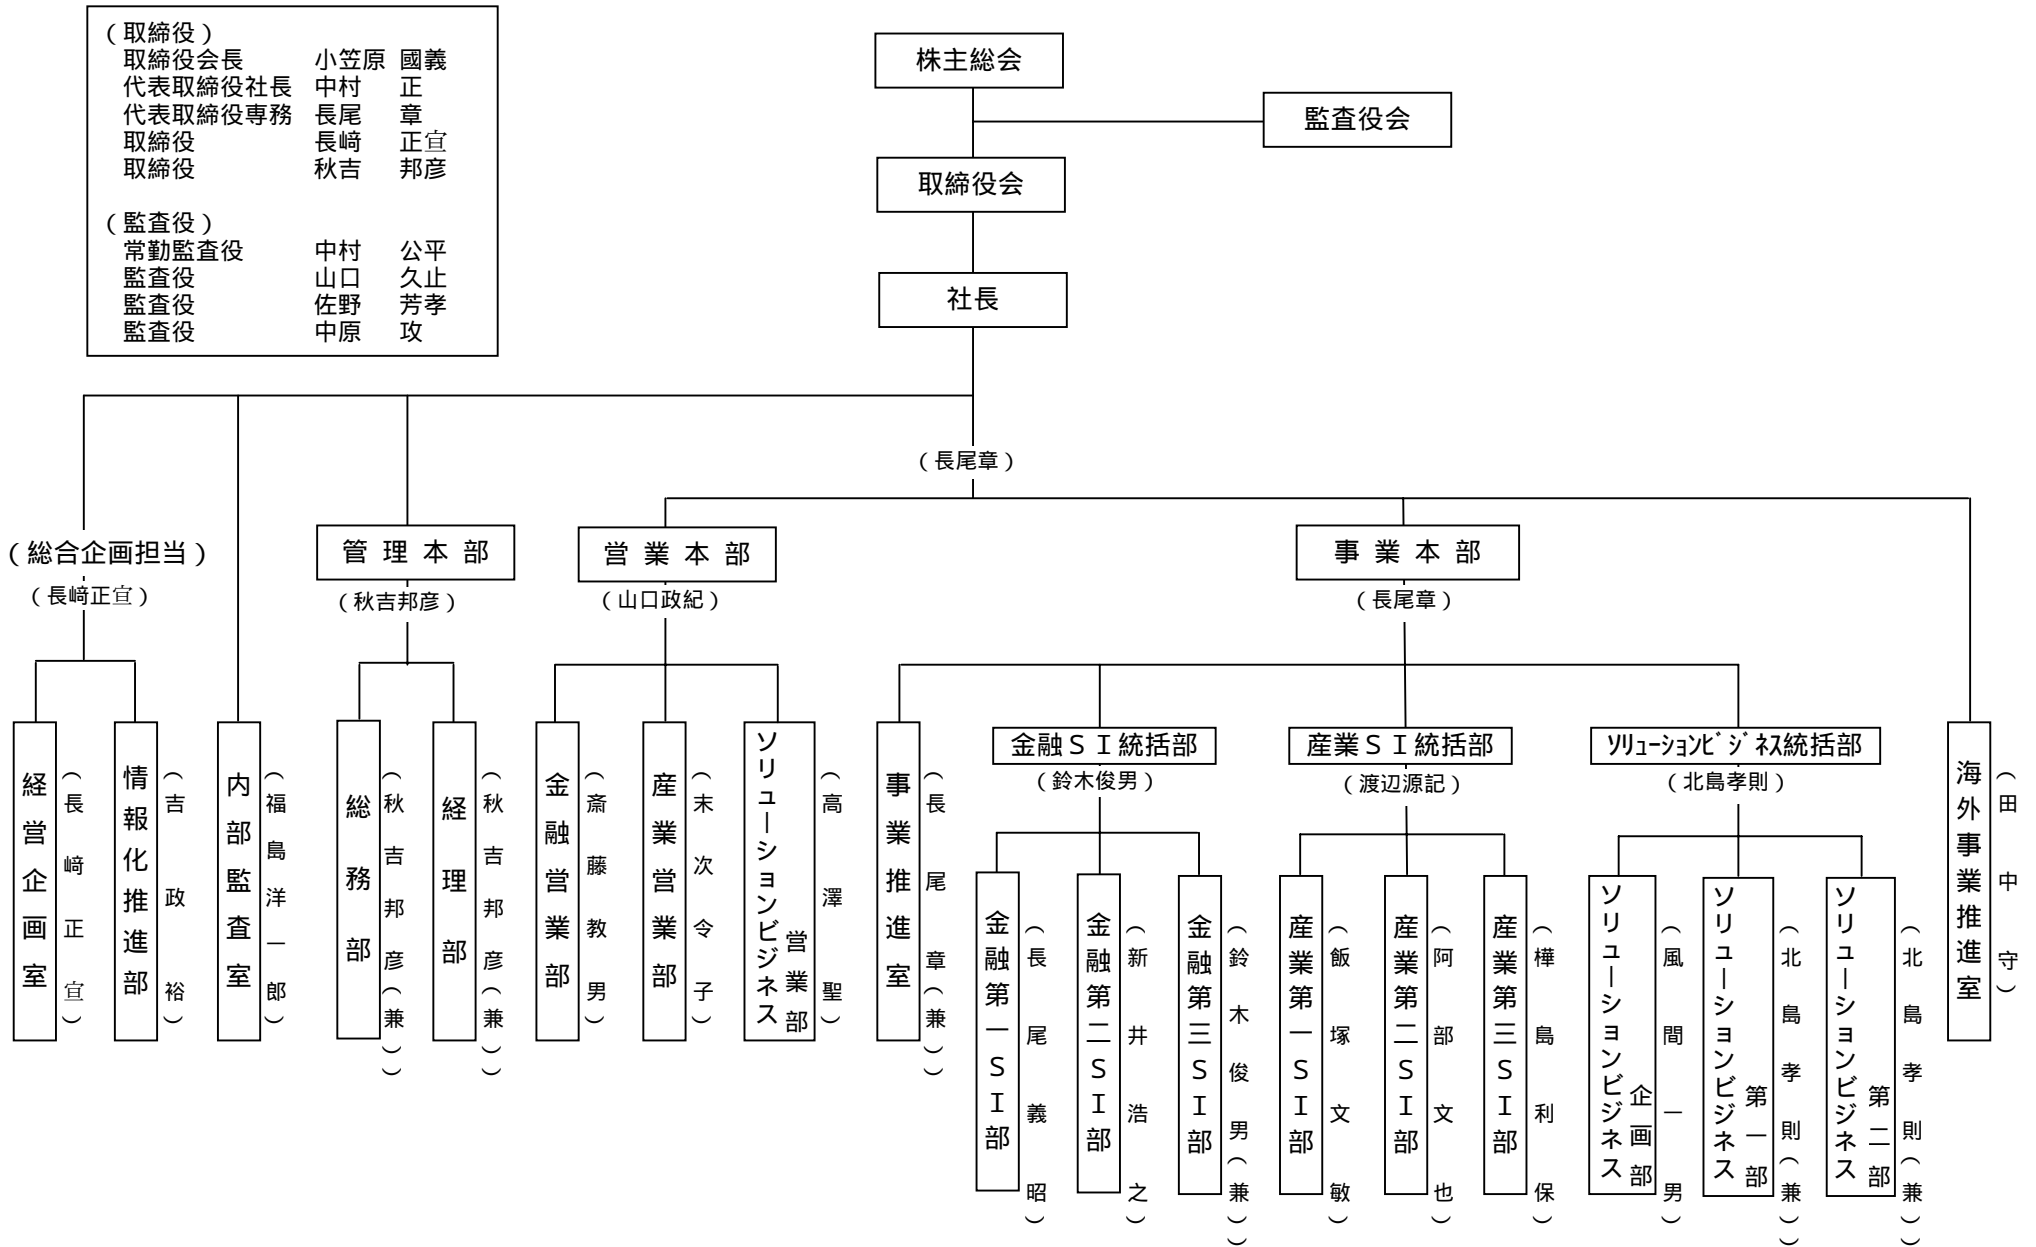 （取締役）
取締役会長 小笠原 國義
代表取締役社長 中村 正
代表取締役専務 長尾 章
取締役 長﨑 正宣
取締役 秋吉 邦彦
（監査役）
常勤監査役 中村 公平
監査役 山口 久止
監査役 佐野 芳孝
監査役 中原 攻
株主総会
監査役会
取締役会
社長
（長尾章）
（総合企画担当）
（長﨑正宣）
管理本部
（秋吉邦彦）
営業本部
（山口政紀）
事業本部
（長尾章）
経営企画室
（長﨑正宣）
情報化推進部
（吉政裕）
内部監査室
（福島洋一郎）
総務部
（秋吉邦彦（兼））
経理部
（秋吉邦彦（兼））
金融営業部
（斎藤教男）
産業営業部
（末次令子）
ソリューションビジネス
営業部
（高澤聖）
事業推進室
（長尾章（兼））
金融ＳＩ統括部
（鈴木俊男）
産業ＳＩ統括部
（渡辺源記）
ｿﾘｭｰｼｮﾝﾋﾞｼﾞﾈｽ統括部
（北島孝則）
海外事業推進室
（田中守）
金融第一ＳＩ部
（長尾義昭）
金融第二ＳＩ部
（新井浩之）
金融第三ＳＩ部
（鈴木俊男（兼））
産業第一ＳＩ部
（飯塚文敏）
産業第二ＳＩ部
（阿部文也）
産業第三ＳＩ部
（樺島利保）
ソリューションビジネス
企画部
（風間一男）
ソリューションビジネス
第一部
（北島孝則（兼））
ソリューションビジネス
第二部
（北島孝則（兼））